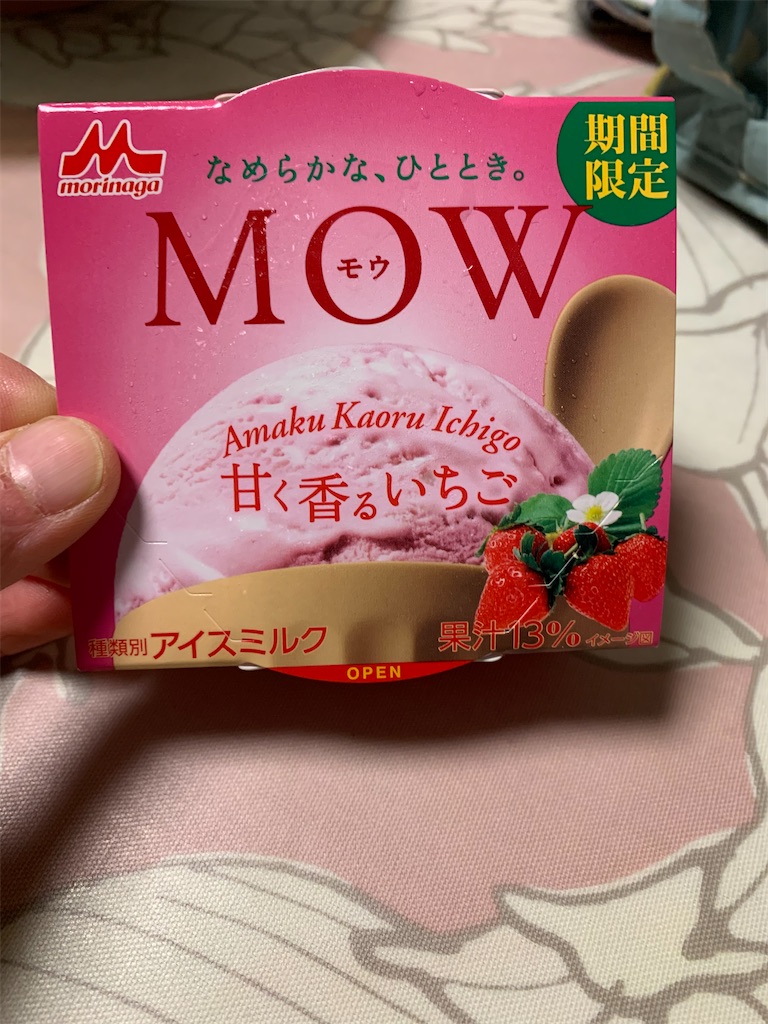 morinaga
なめらかな、ひととき。
期間
限定
MOW
モウ
Amaku Kaoru Ichigo
甘く香るいちご
種類別 アイスミルク
果汁13% イメージ図
OPEN